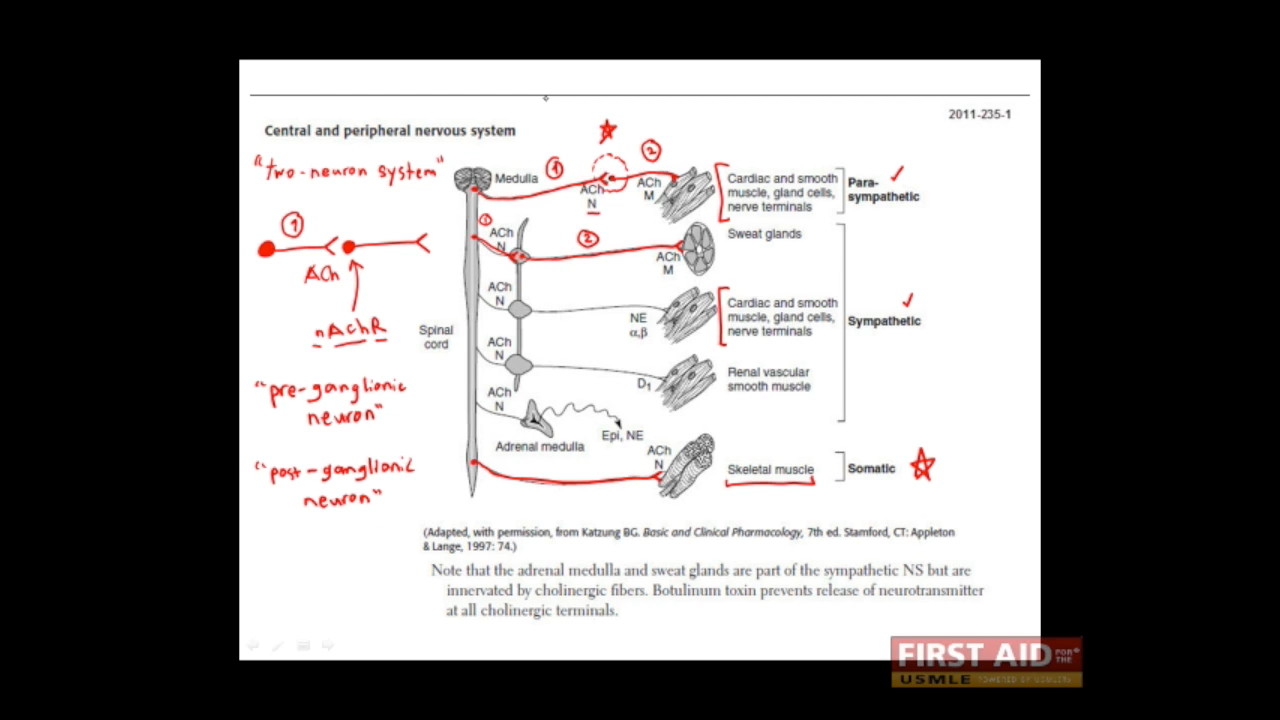 2011-235-1
Central and peripheral nervous system
"two-neuron system"
1
ACh
nAchR
"pre-ganglionic
neuron"
"post-ganglionic
neuron"
Medulla
1
2
ACh
N
ACh
M
Cardiac and smooth
muscle, gland cells,
nerve terminals
Para-
sympathetic
1
ACh
N
2
ACh
M
Sweat glands
ACh
N
NE
α,β
Cardiac and smooth
muscle, gland cells,
nerve terminals
Sympathetic
Spinal
cord
ACh
N
D1
Renal vascular
smooth muscle
ACh
N
Adrenal medulla
Epi, NE
ACh
N
Skeletal muscle
Somatic
(Adapted, with permission, from Katzung BG. Basic and Clinical Pharmacology, 7th ed. Stamford, CT: Appleton
& Lange, 1997: 74.)
Note that the adrenal medulla and sweat glands are part of the sympathetic NS but are
innervated by cholinergic fibers. Botulinum toxin prevents release of neurotransmitter
at all cholinergic terminals.
FIRST AID FOR THE
USMLE